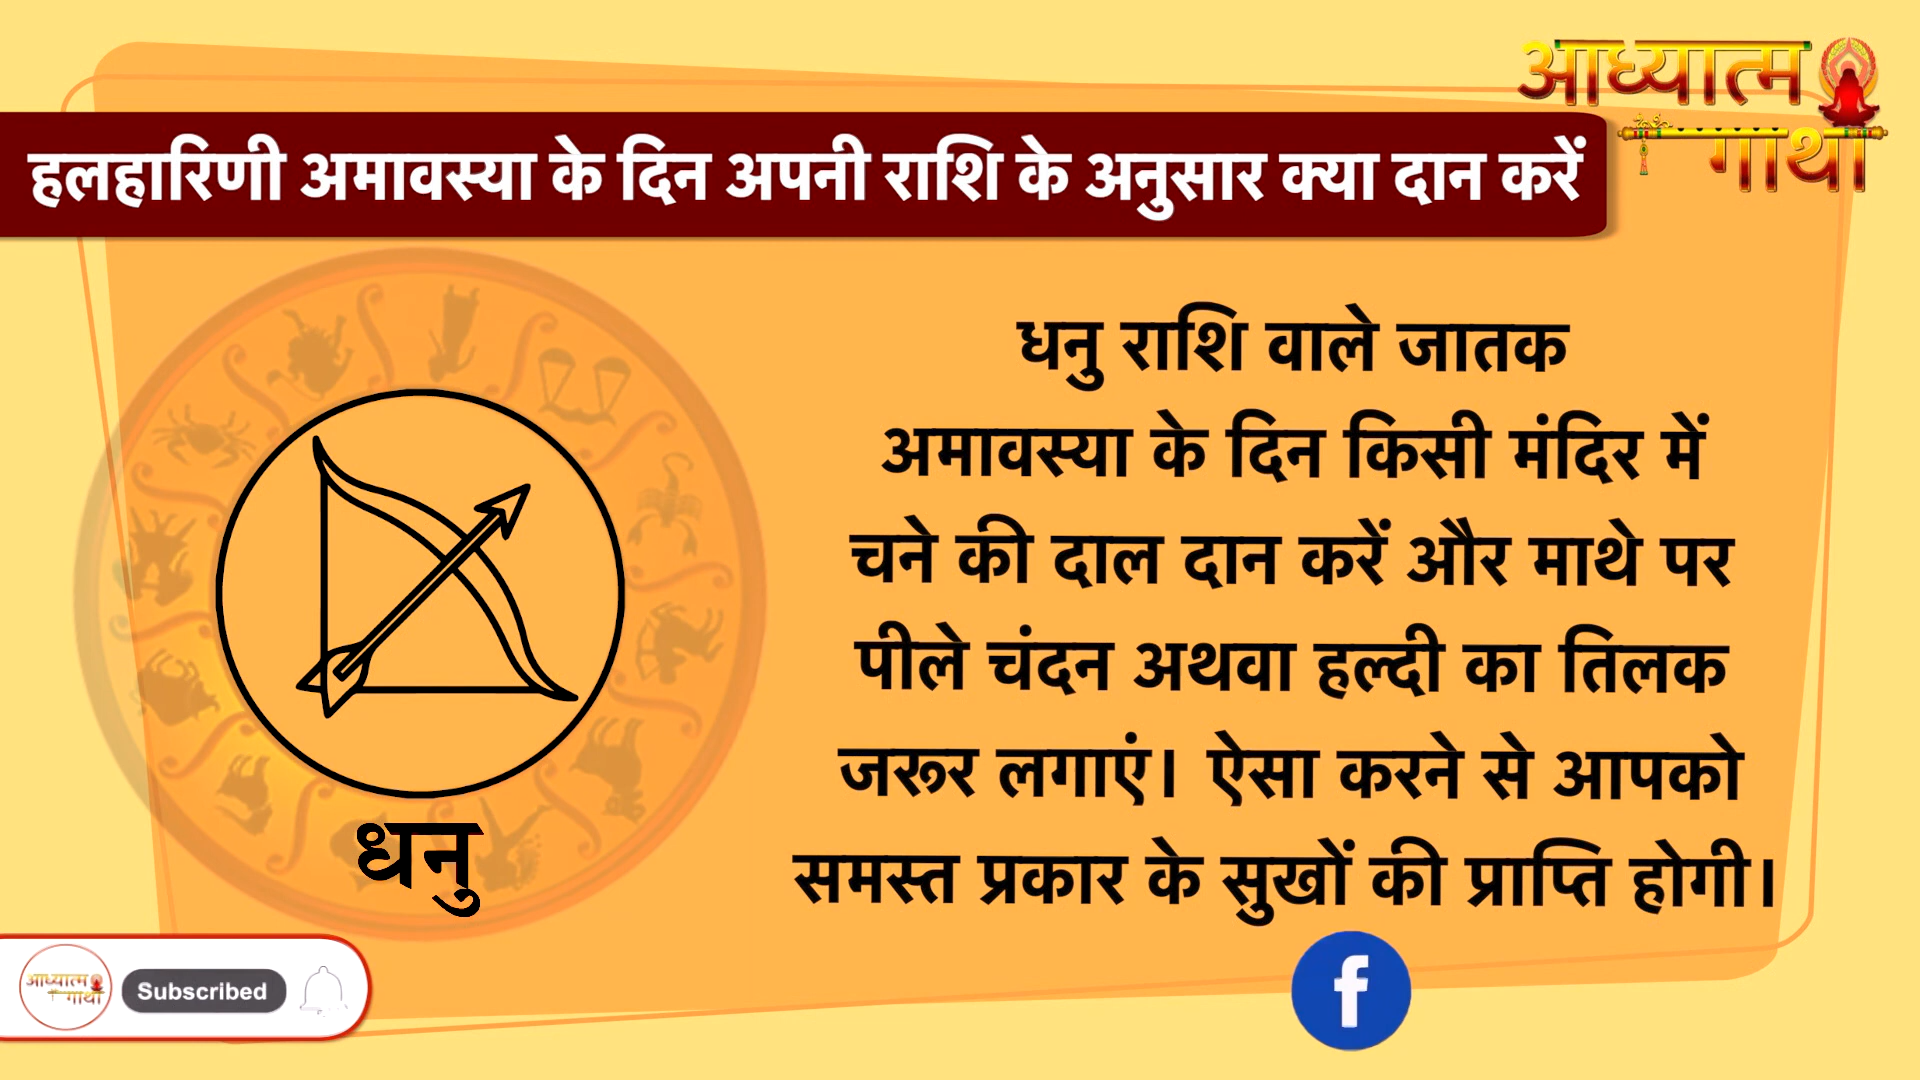 आध्यात्म
गाथा
हलहारिणी अमावस्या के दिन अपनी राशि के अनुसार क्या दान करें
धनु राशि वाले जातक
अमावस्या के दिन किसी मंदिर में
चने की दाल दान करें और माथे पर
पीले चंदन अथवा हल्दी का तिलक
जरूर लगाएं। ऐसा करने से आपको
समस्त प्रकार के सुखों की प्राप्ति होगी।
धनु
आध्यात्म
गाथा
Subscribed
f